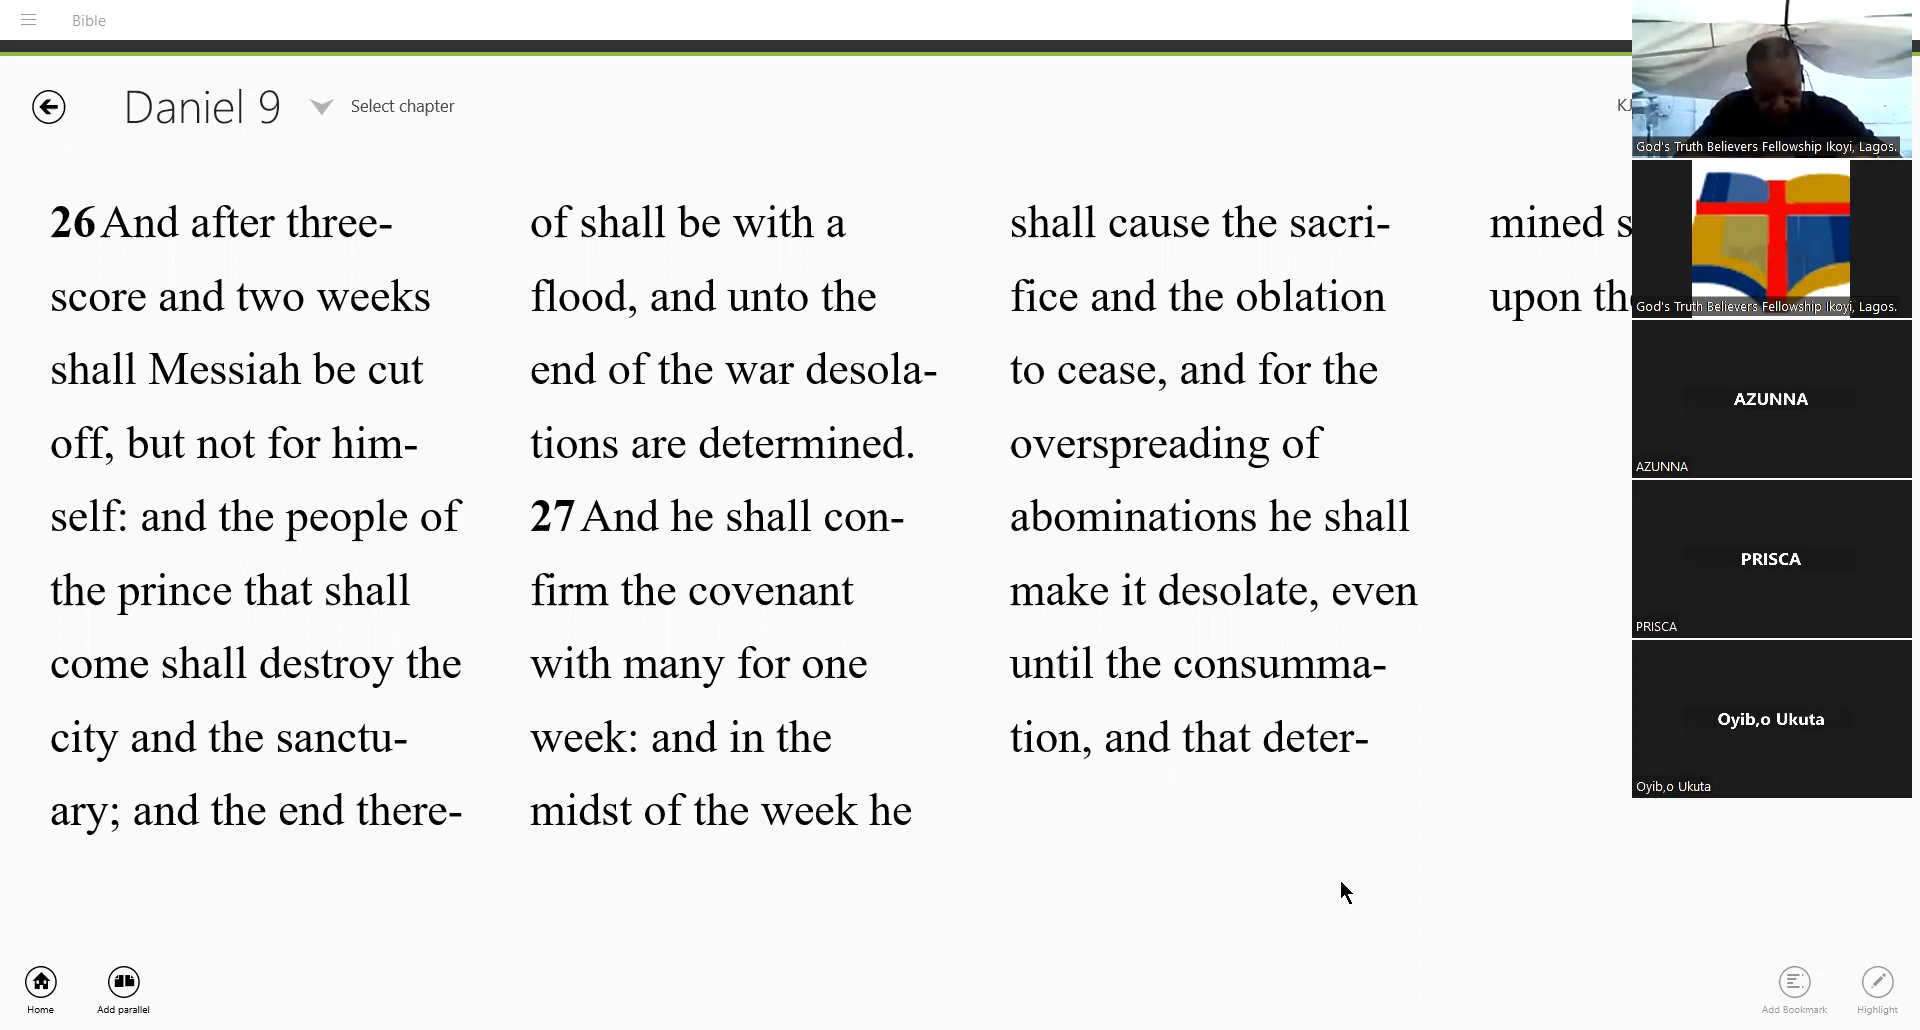 Bible
Daniel 9
Select chapter
26 And after three-
score and two weeks
shall Messiah be cut
off, but not for him-
self: and the people of
the prince that shall
come shall destroy the
city and the sanctu-
ary; and the end there-
of shall be with a
flood, and unto the
end of the war desola-
tions are determined.
27 And he shall con-
firm the covenant
with many for one
week: and in the
midst of the week he
shall cause the sacri-
fice and the oblation
to cease, and for the
overspreading of
abominations he shall
make it desolate, even
until the consumma-
tion, and that deter-
mined
upon
God's Truth Believers Fellowship Ikoyi, Lagos.
God's Truth Believers Fellowship Ikoyi, Lagos.
AZUNNA
AZUNNA
PRISCA
PRISCA
Oyib,o Ukuta
Oyib,o Ukuta
Home
Add parallel
Add Bookmark
Highlight